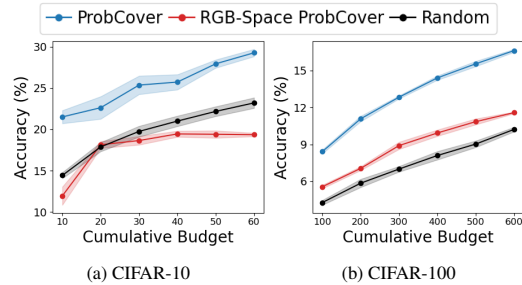 ProbCover RGB-Space ProbCover Random
30
25
20
15
10
Accuracy (%)
10 20 30 40 50 60
Cumulative Budget
(a) CIFAR-10
15
12
9
6
Accuracy (%)
100 200 300 400 500 600
Cumulative Budget
(b) CIFAR-100